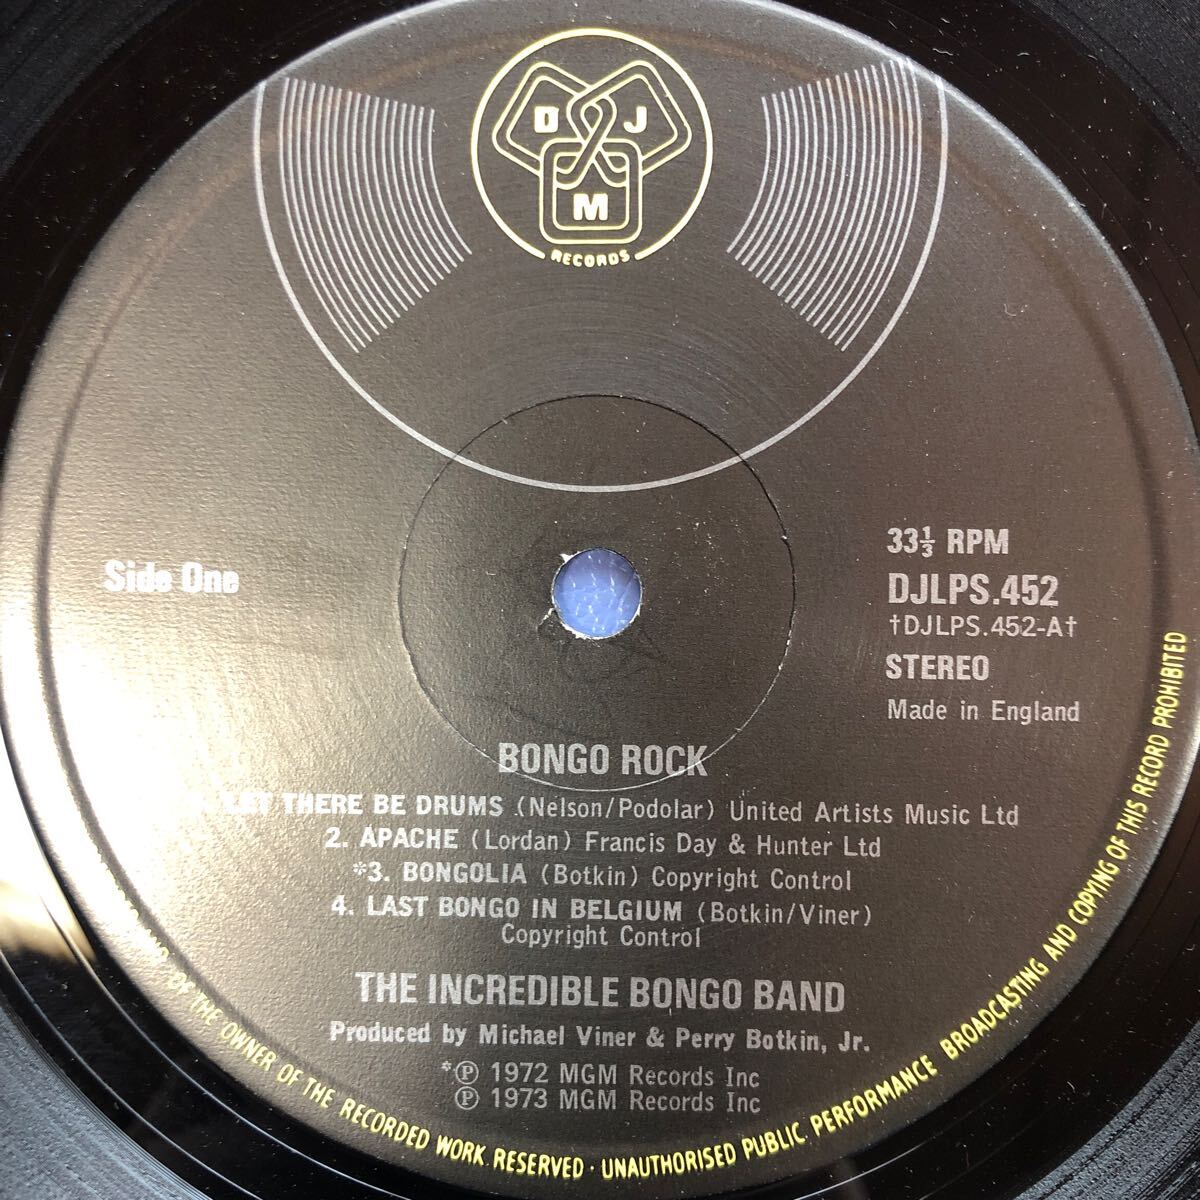 D J
M
RECORDS
Side One
33⅓ RPM
DJLPS.452
†DJLPS.452-A†
STEREO
Made in England
BONGO ROCK
LET THERE BE DRUMS (Nelson/Podolar) United Artists Music Ltd
2. APACHE (Lordan) Francis Day & Hunter Ltd
*3. BONGOLIA (Botkin) Copyright Control
4. LAST BONGO IN BELGIUM (Botkin/Viner)
Copyright Control
THE INCREDIBLE BONGO BAND
Produced by Michael Viner & Perry Botkin, Jr.
*℗ 1972 MGM Records Inc
℗ 1973 MGM Records Inc
OF THE OWNER OF THE RECORDED WORK RESERVED · UNAUTHORISED PUBLIC PERFORMANCE BROADCASTING AND COPYING OF THIS RECORD PROHIBITED